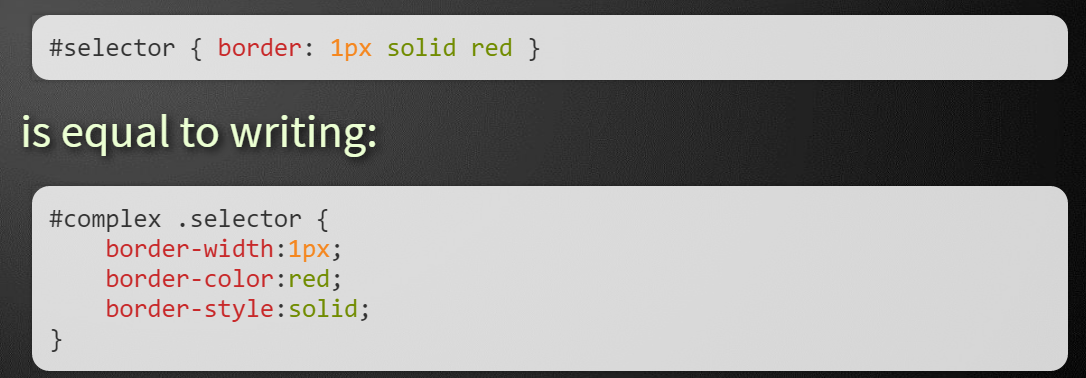 #selector { border: 1px solid red }
is equal to writing:
#complex .selector {
    border-width:1px;
    border-color:red;
    border-style:solid;
}